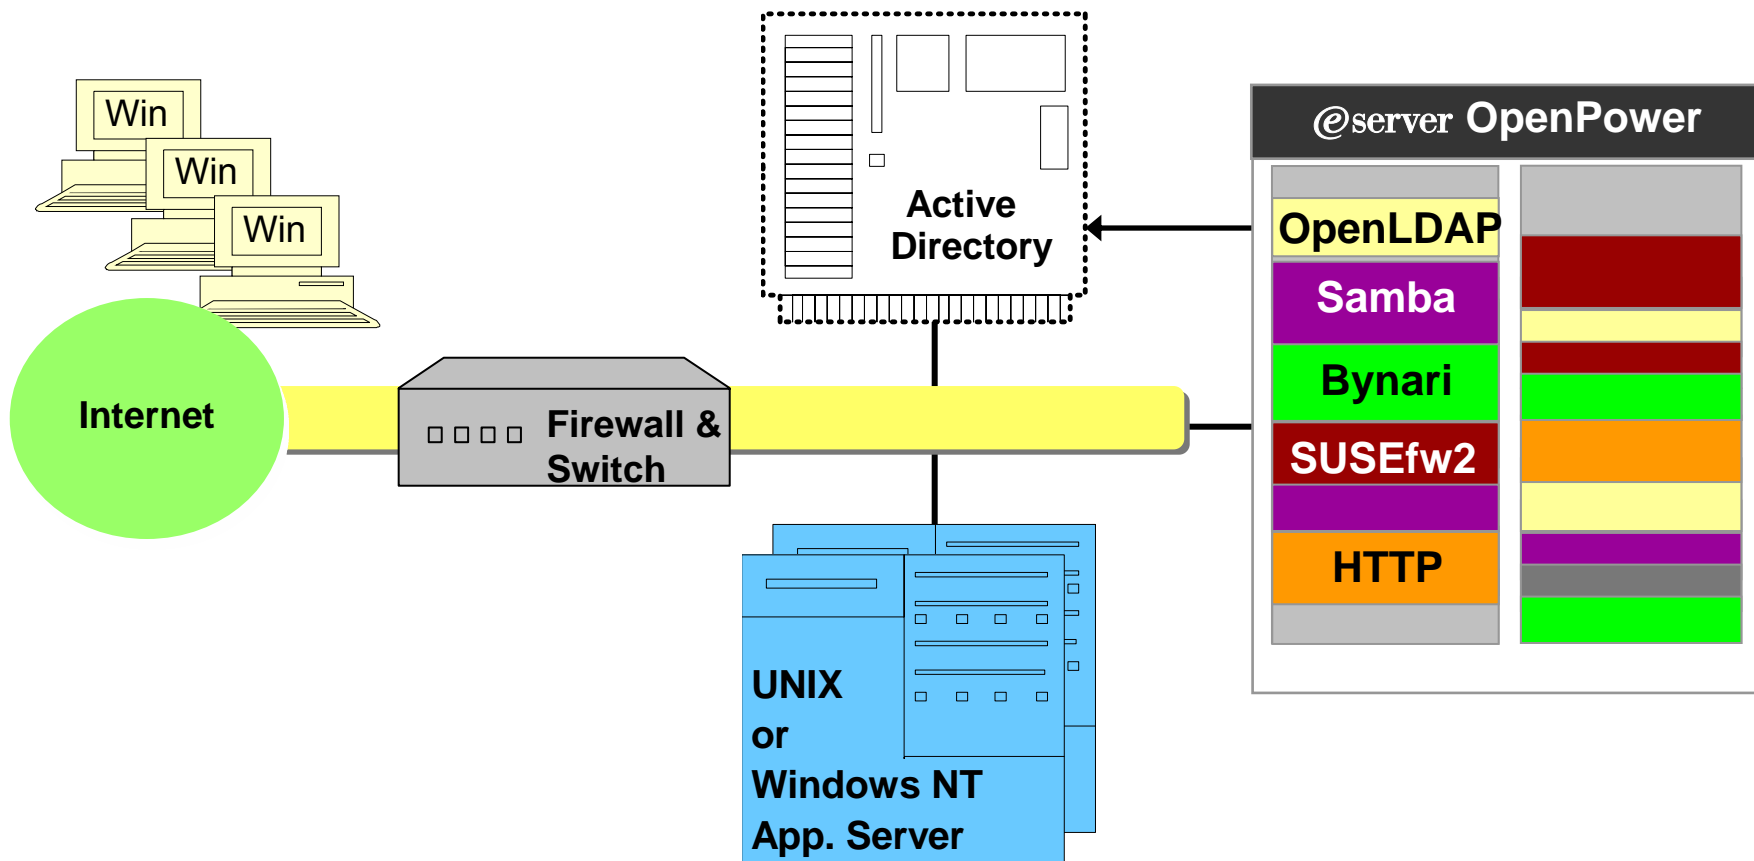 Win
Win
Win
Internet
Firewall &
Switch
Active
Directory
UNIX
or
Windows NT
App. Server
eserver OpenPower
OpenLDAP
Samba
Bynari
SUSEfw2
HTTP